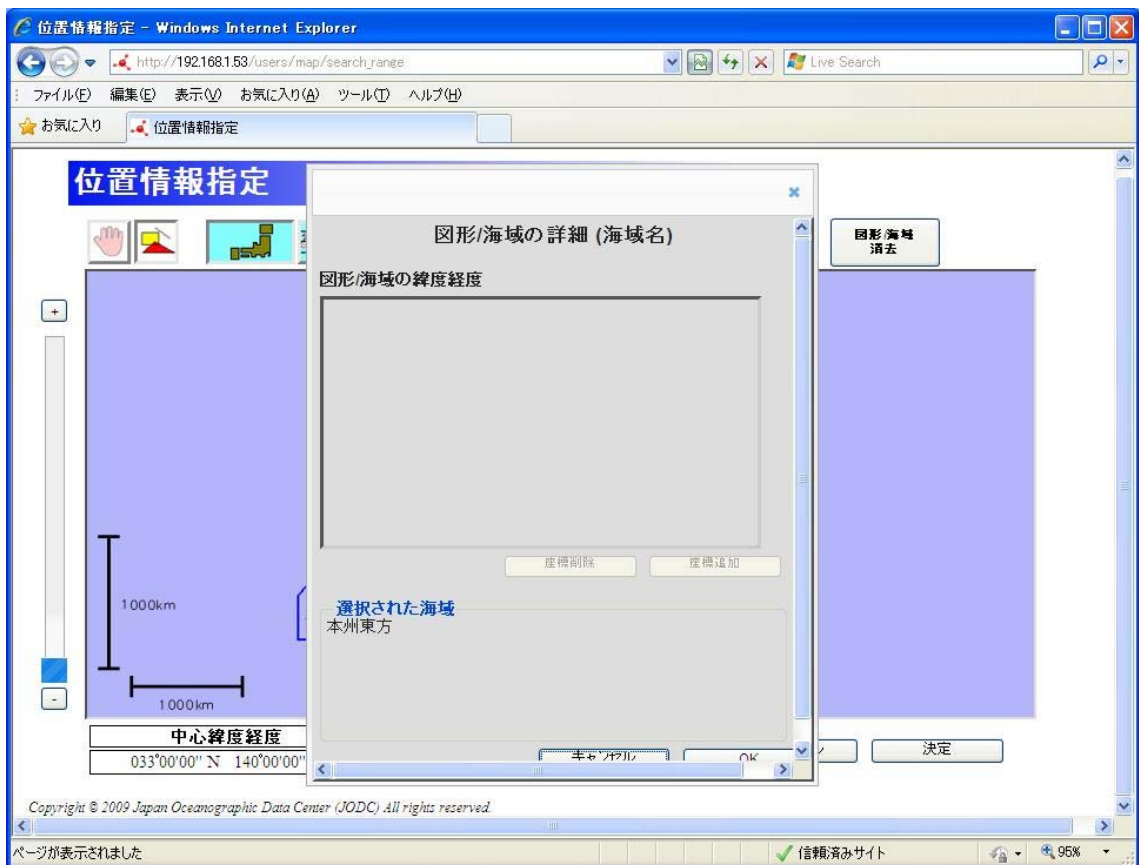 位置情報指定 - Windows Internet Explorer
http://192.168.1.53/users/map/search_range
Live Search
ファイル(F) 編集(E) 表示(V) お気に入り(A) ツール(T) ヘルプ(H)
お気に入り
位置情報指定
位置情報指定
図形/海域の詳細 (海域名)
図形/海域
消去
図形/海域の緯度経度
+
座標削除
座標追加
1000km
選択された海域
本州東方
-
1000km
中心緯度経度
033°00'00" N 140°00'00"
キャンセル
OK
決定
Copyright © 2009 Japan Oceanographic Data Center (JODC) All rights reserved.
ページが表示されました
信頼済みサイト
95%